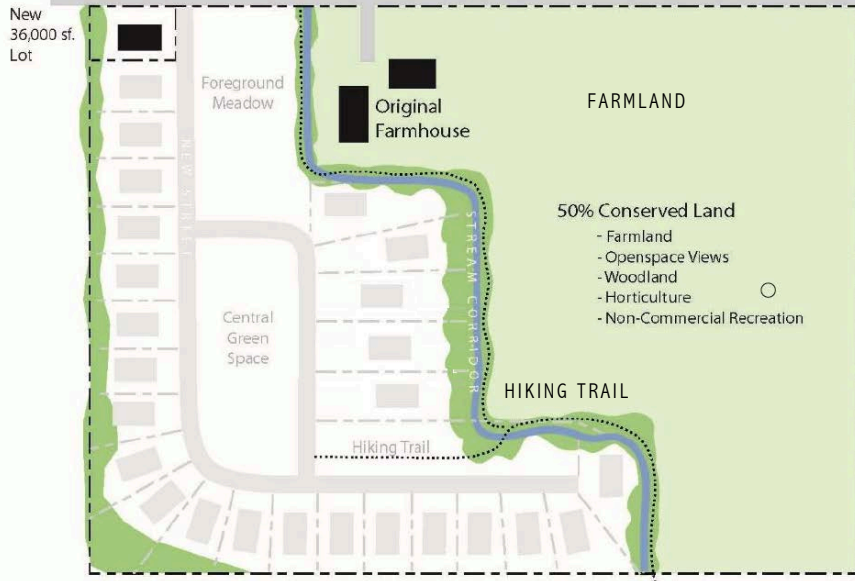 New
36,000 sf.
Lot
Foreground
Meadow
Original
Farmhouse
FARMLAND
NEW STREET
50% Conserved Land
- Farmland
- Openspace Views
- Woodland
- Horticulture
- Non-Commercial Recreation
STREAM CORRIDOR
Central
Green
Space
HIKING TRAIL
Hiking Trail